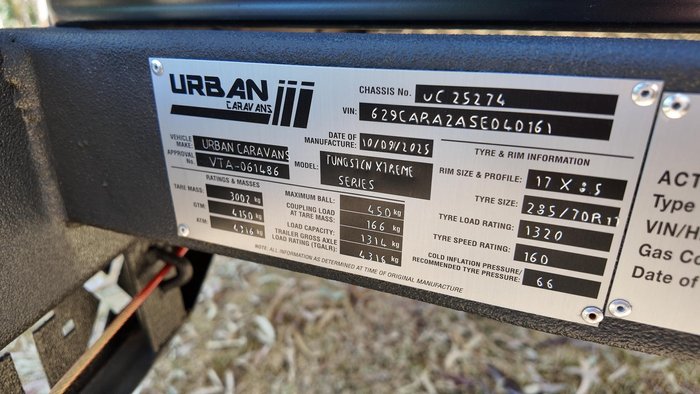 URBAN
CARAVANS
CHASSIS No. UC 25274
VIN: 629CARA2ASE040161
VEHICLE MAKE: URBAN CARAVANS
DATE OF MANUFACTURE: 10/09/2025
APPROVAL No. VTA-061486
MODEL: TUNGSTEN XTREME
SERIES
RATINGS & MASSES
TARE MASS: 3002 kg
GTM: 4150 kg
ATM: 4316 kg
MAXIMUM BALL: 450 kg
COUPLING LOAD AT TARE MASS: 166 kg
LOAD CAPACITY: 1314 kg
TRAILER GROSS AXLE LOAD RATING (TGALR): 4316 kg
TYRE & RIM INFORMATION
RIM SIZE & PROFILE: 17 X 8.5
TYRE SIZE: 285/70R17
TYRE LOAD RATING: 1320
TYRE SPEED RATING: 160
COLD INFLATION PRESSURE/
RECOMMENDED TYRE PRESSURE: 66
NOTE: ALL INFORMATION AS DETERMINED AT TIME OF ORIGINAL MANUFACTURE
ACT
Type
VIN/H
Gas Co
Date of